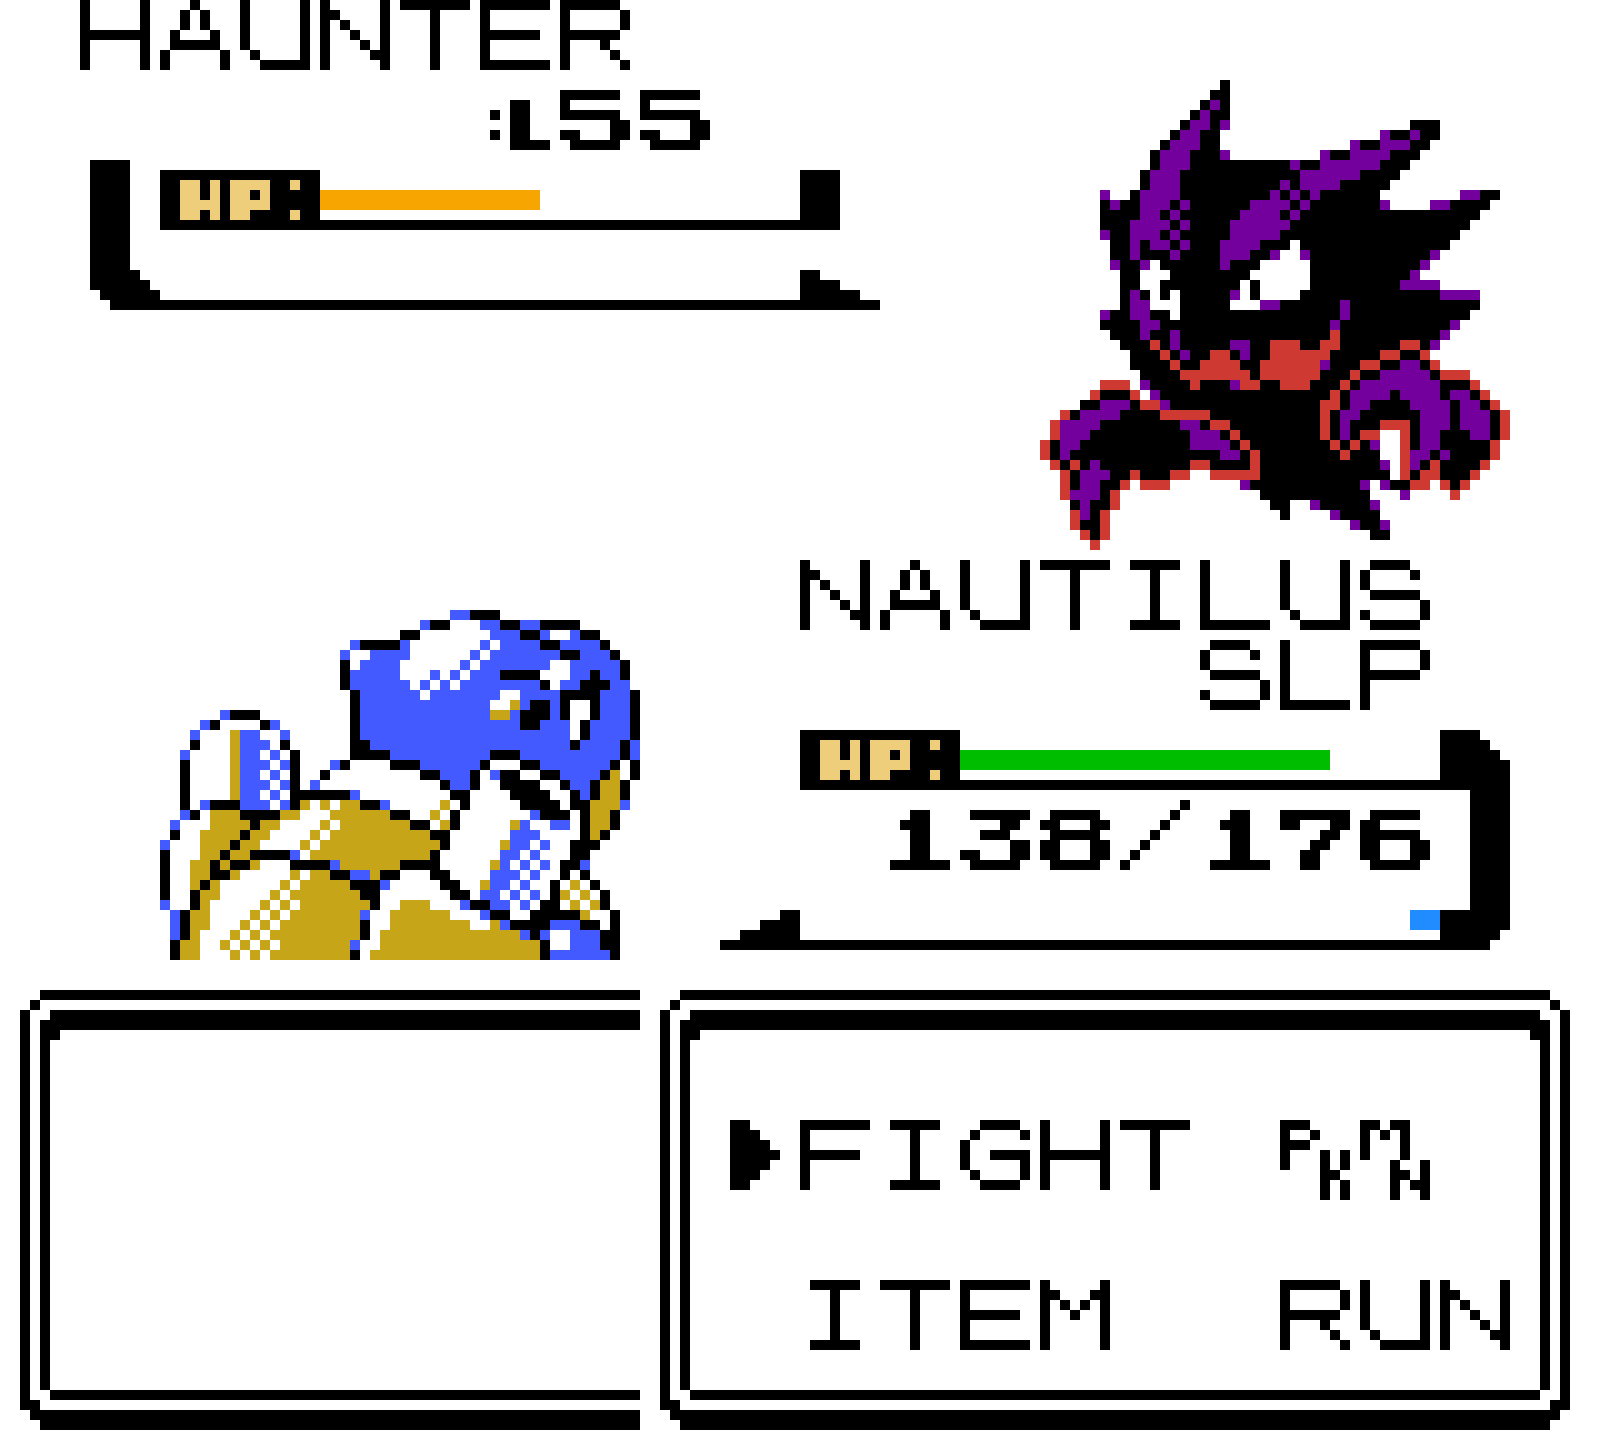 HAUNTER
:L55
HP:
NAUTILUS
SLP
HP:
138/176
FIGHT PKMN
ITEM RUN